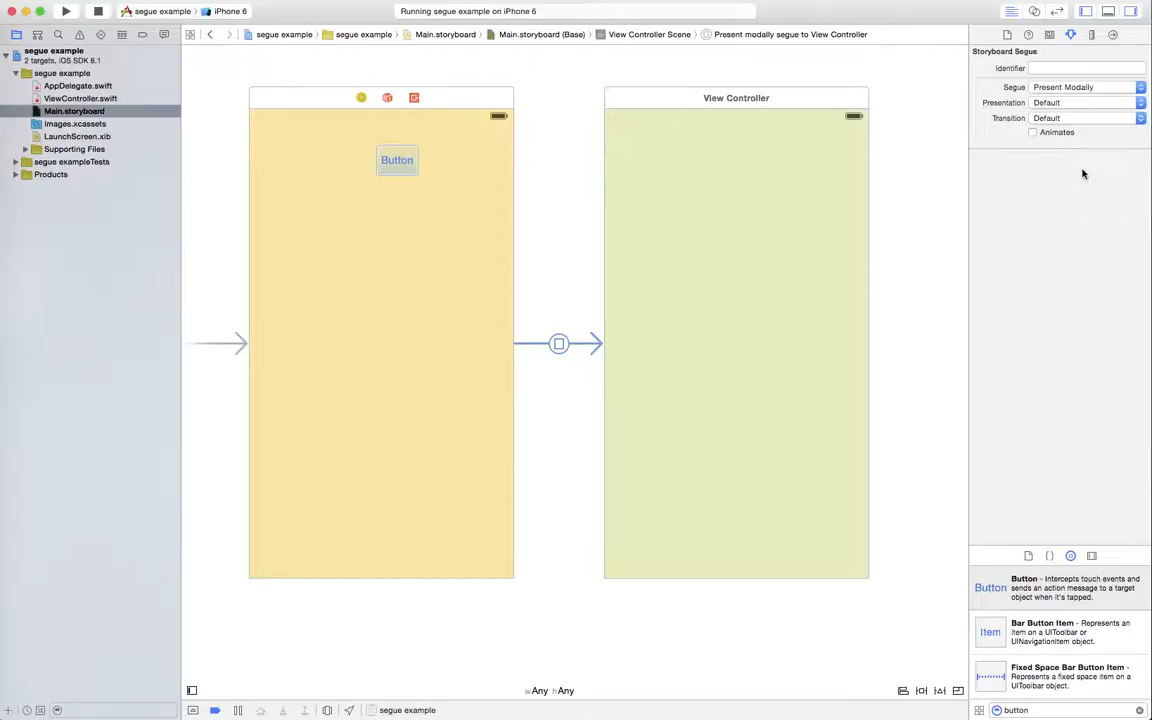 segue example 〉 iPhone 6
Running segue example on iPhone 6
segue example 〉 segue example 〉 Main.storyboard 〉 Main.storyboard (Base) 〉 View Controller Scene 〉 Present modally segue to View Controller
segue example
2 targets, iOS SDK 8.1
segue example
AppDelegate.swift
ViewController.swift
Main.storyboard
Images.xcassets
LaunchScreen.xib
Supporting Files
segue exampleTests
Products
View Controller
Button
Storyboard Segue
Identifier
Segue Present Modally
Presentation Default
Transition Default
Animates
Button
Button - Intercepts touch events and
sends an action message to a target
object when it's tapped.
Item
Bar Button Item - Represents an
item on a UIToolbar or
UINavigationItem object.
Fixed Space Bar Button Item -
Represents a fixed space item on a
UIToolbar object.
wAny hAny
segue example
button